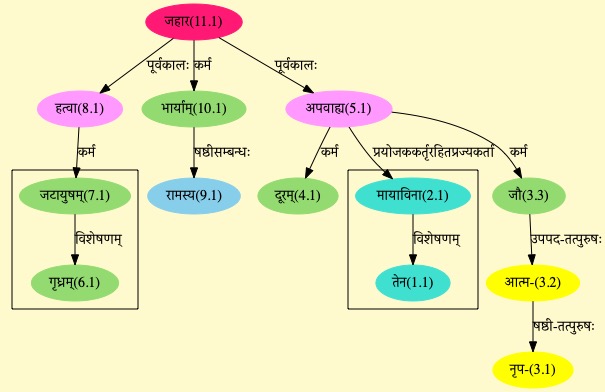 जहार(11.1)
पूर्वकालः कर्म पूर्वकालः
हत्वा(8.1) भार्याम्(10.1) अपवाह्य(5.1)
कर्म षष्ठीसम्बन्धः कर्म प्रयोजककर्तृरहितप्रज्यकर्ता कर्म
जटायुषम्(7.1) रामस्य(9.1) दूरम्(4.1) मायाविना(2.1) जौ(3.3)
विशेषणम् विशेषणम् उपपद-तत्पुरुषः
गृध्रम्(6.1) तेन(1.1) आत्म-(3.2)
षष्ठी-तत्पुरुषः
नृप-(3.1)